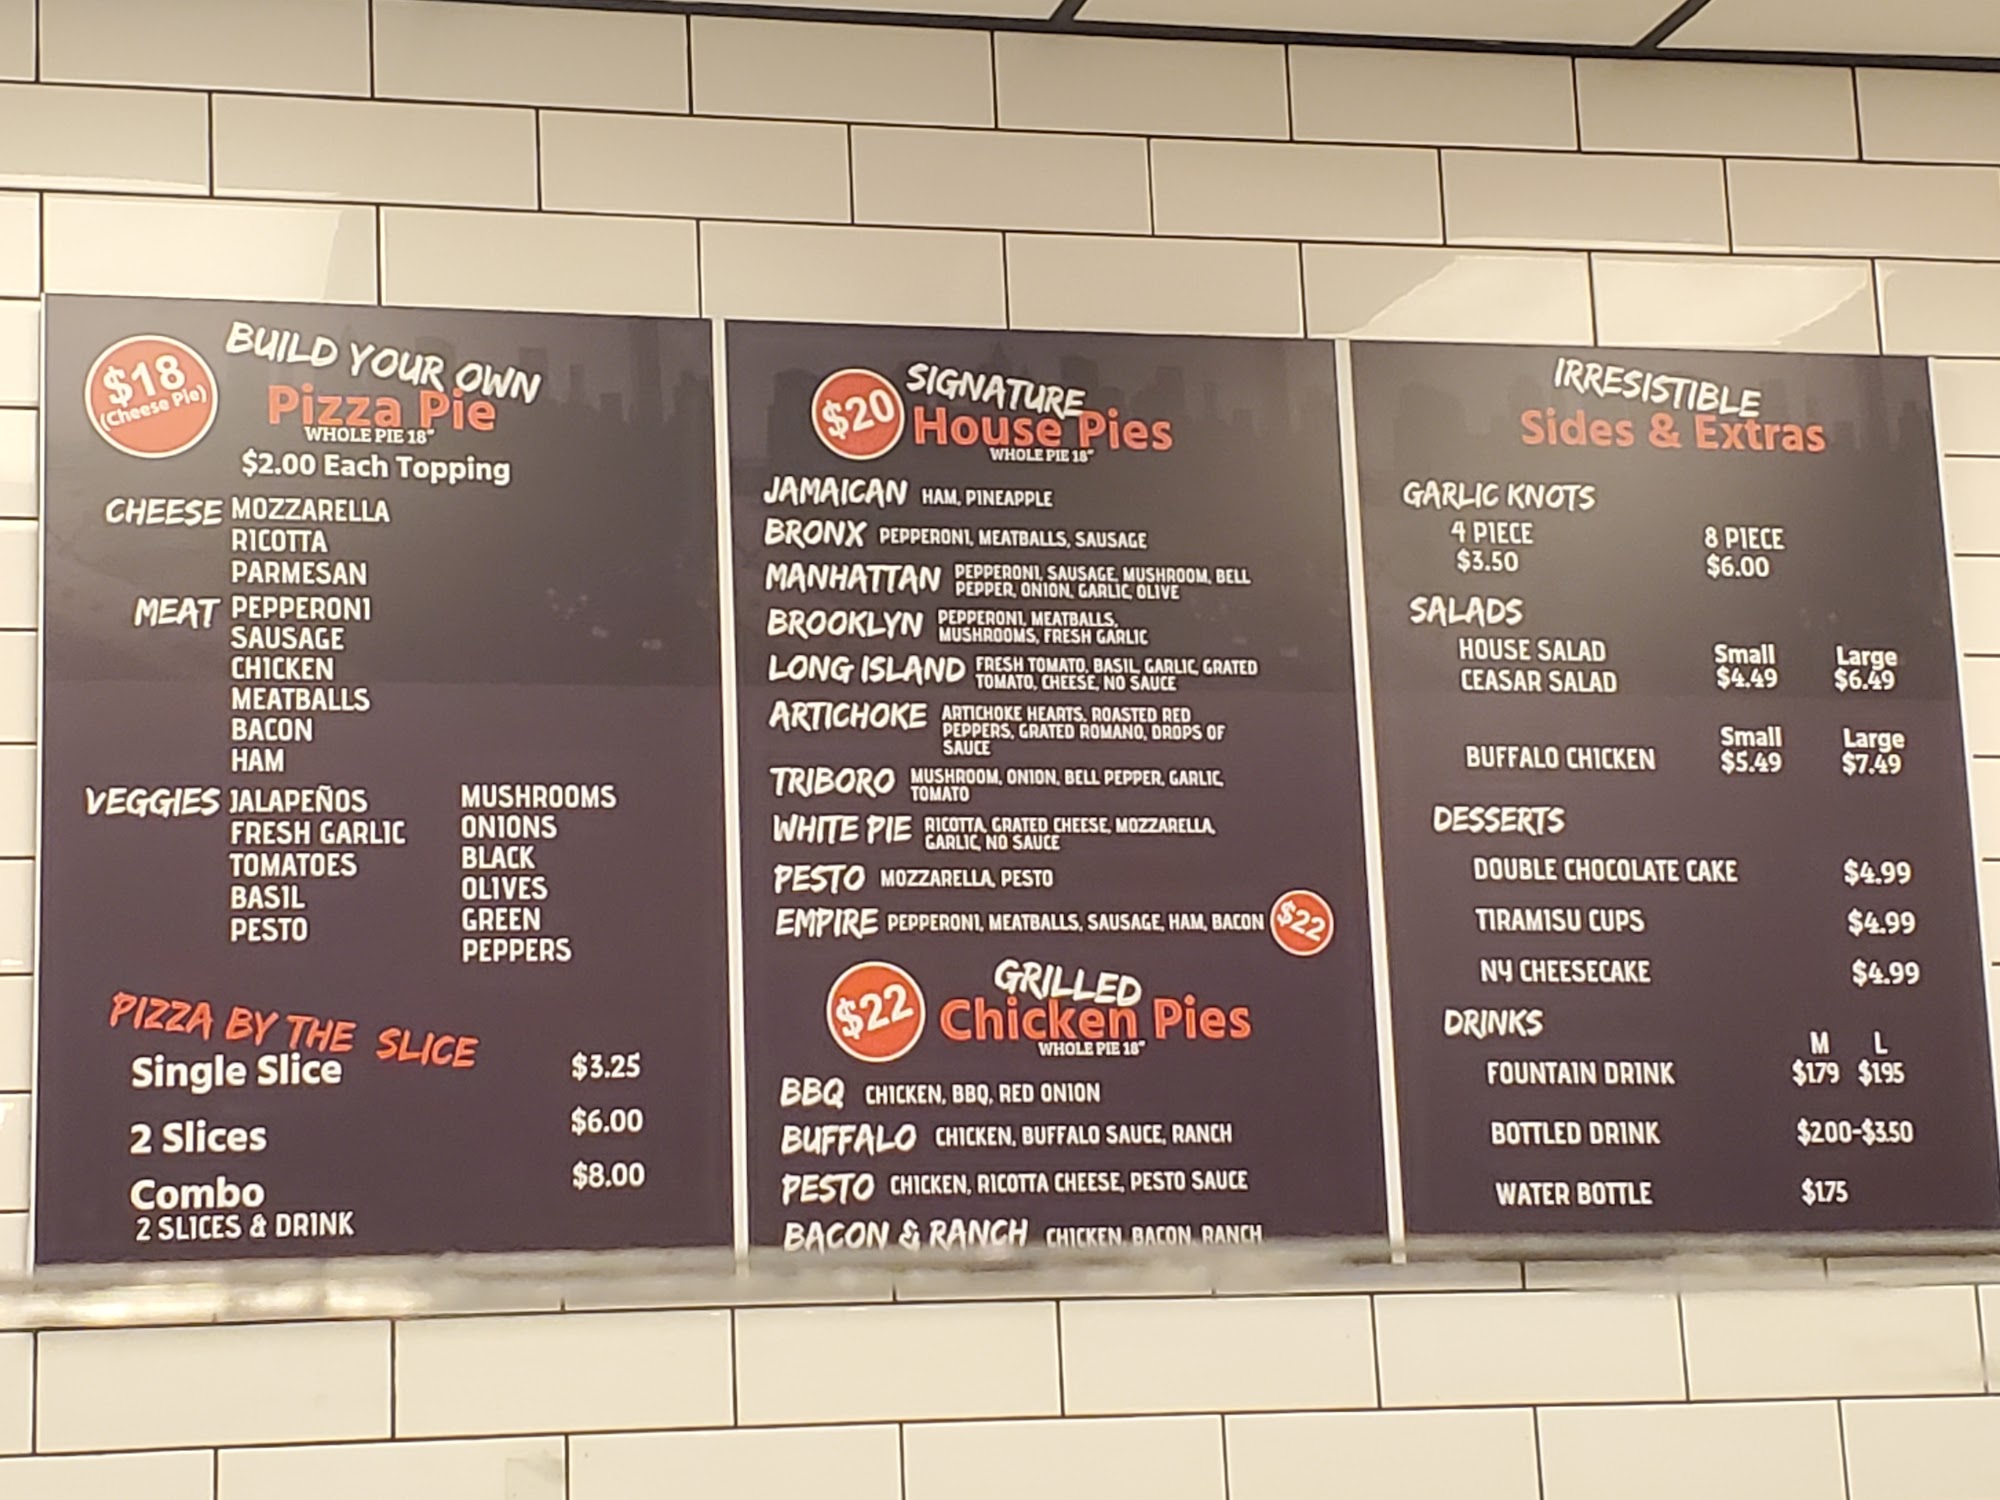 $18
(Cheese Pie)
BUILD YOUR OWN
Pizza Pie
WHOLE PIE 18"
$2.00 Each Topping
CHEESE MOZZARELLA
RICOTTA
PARMESAN
MEAT PEPPERONI
SAUSAGE
CHICKEN
MEATBALLS
BACON
HAM
VEGGIES JALAPEÑOS
FRESH GARLIC
TOMATOES
BASIL
PESTO
MUSHROOMS
ONIONS
BLACK
OLIVES
GREEN
PEPPERS
PIZZA BY THE SLICE
Single Slice $3.25
2 Slices $6.00
Combo $8.00
2 SLICES & DRINK
$20
SIGNATURE
House Pies
WHOLE PIE 18"
JAMAICAN HAM, PINEAPPLE
BRONX PEPPERONI, MEATBALLS, SAUSAGE
MANHATTAN PEPPERONI, SAUSAGE, MUSHROOM, BELL
PEPPER, ONION, GARLIC, OLIVE
BROOKLYN PEPPERONI, MEATBALLS,
MUSHROOMS, FRESH GARLIC
LONG ISLAND FRESH TOMATO, BASIL, GARLIC, GRATED
TOMATO, CHEESE, NO SAUCE
ARTICHOKE ARTICHOKE HEARTS, ROASTED RED
PEPPERS, GRATED ROMANO, DROPS OF
SAUCE
TRIBORO MUSHROOM, ONION, BELL PEPPER, GARLIC,
TOMATO
WHITE PIE RICOTTA, GRATED CHEESE, MOZZARELLA,
GARLIC, NO SAUCE
PESTO MOZZARELLA, PESTO
EMPIRE PEPPERONI, MEATBALLS, SAUSAGE, HAM, BACON $22
$22
GRILLED
Chicken Pies
WHOLE PIE 18"
BBQ CHICKEN, BBQ, RED ONION
BUFFALO CHICKEN, BUFFALO SAUCE, RANCH
PESTO CHICKEN, RICOTTA CHEESE, PESTO SAUCE
BACON & RANCH CHICKEN, BACON, RANCH
IRRESISTIBLE
Sides & Extras
GARLIC KNOTS
4 PIECE 8 PIECE
$3.50 $6.00
SALADS
HOUSE SALAD Small Large
CEASAR SALAD $4.49 $6.49
Small Large
BUFFALO CHICKEN $5.49 $7.49
DESSERTS
DOUBLE CHOCOLATE CAKE $4.99
TIRAMISU CUPS $4.99
NY CHEESECAKE $4.99
DRINKS
M L
FOUNTAIN DRINK $1.79 $1.95
BOTTLED DRINK $2.00-$3.50
WATER BOTTLE $1.75